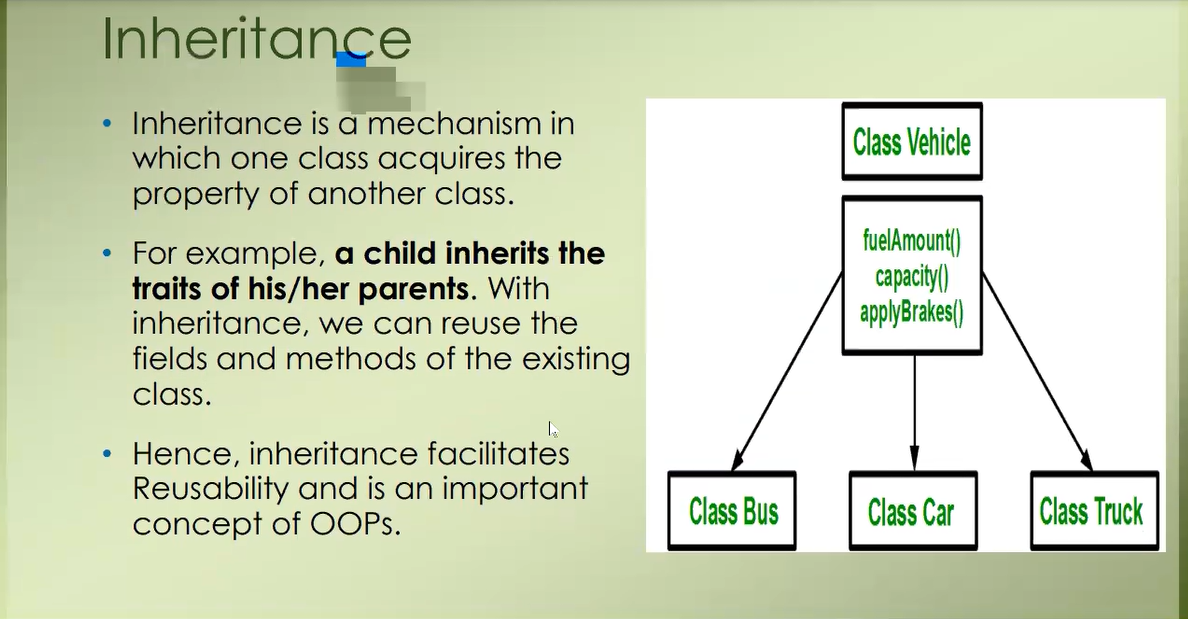 Inheritance
• Inheritance is a mechanism in
which one class acquires the
property of another class.
• For example, a child inherits the
traits of his/her parents. With
inheritance, we can reuse the
fields and methods of the existing
class.
• Hence, inheritance facilitates
Reusability and is an important
concept of OOPs.
Class Vehicle
fuelAmount()
capacity()
applyBrakes()
Class Bus
Class Car
Class Truck